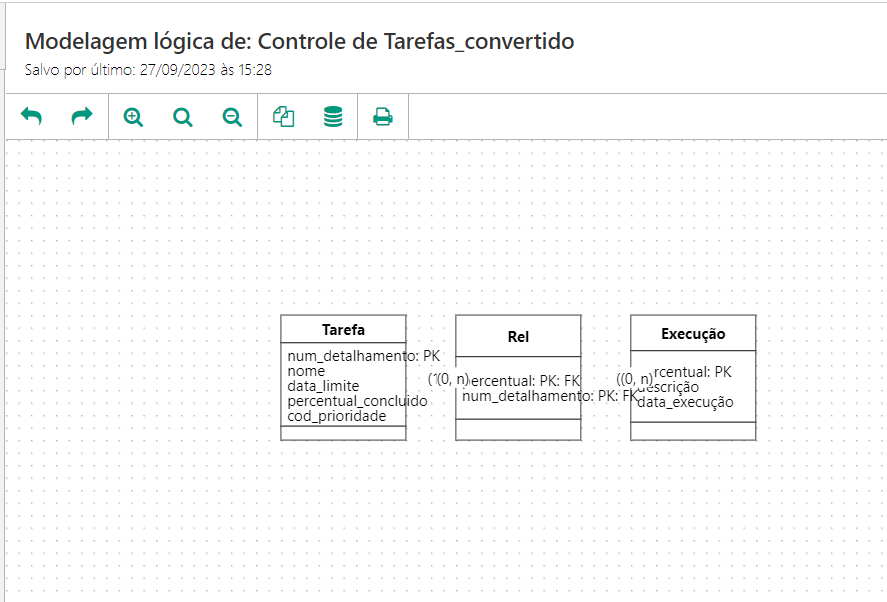 Modelagem lógica de: Controle de Tarefas_convertido
Salvo por último: 27/09/2023 às 15:28
Tarefa
num_detalhamento: PK
nome
data_limite
percentual_concluido
cod_prioridade
(0, n)
Rel
ercentual: PK: FK
num_detalhamento: PK: FK
(0, n)
Execução
rcentual: PK
descrição
data_execução